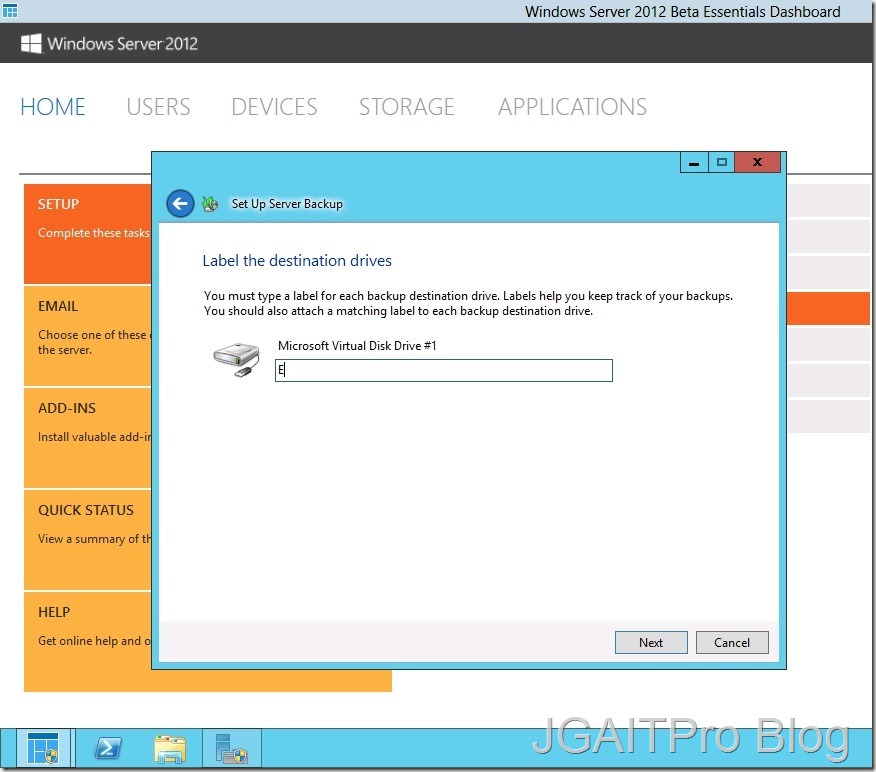 Windows Server 2012 Beta Essentials Dashboard
Windows Server 2012
HOME USERS DEVICES STORAGE APPLICATIONS
SETUP
Complete these tasks
EMAIL
Choose one of these
the server.
ADD-INS
Install valuable add-in
QUICK STATUS
View a summary of th
HELP
Get online help and o
Set Up Server Backup
Label the destination drives
You must type a label for each backup destination drive. Labels help you keep track of your backups.
You should also attach a matching label to each backup destination drive.
Microsoft Virtual Disk Drive #1
E
Next Cancel
JGAITPro Blog